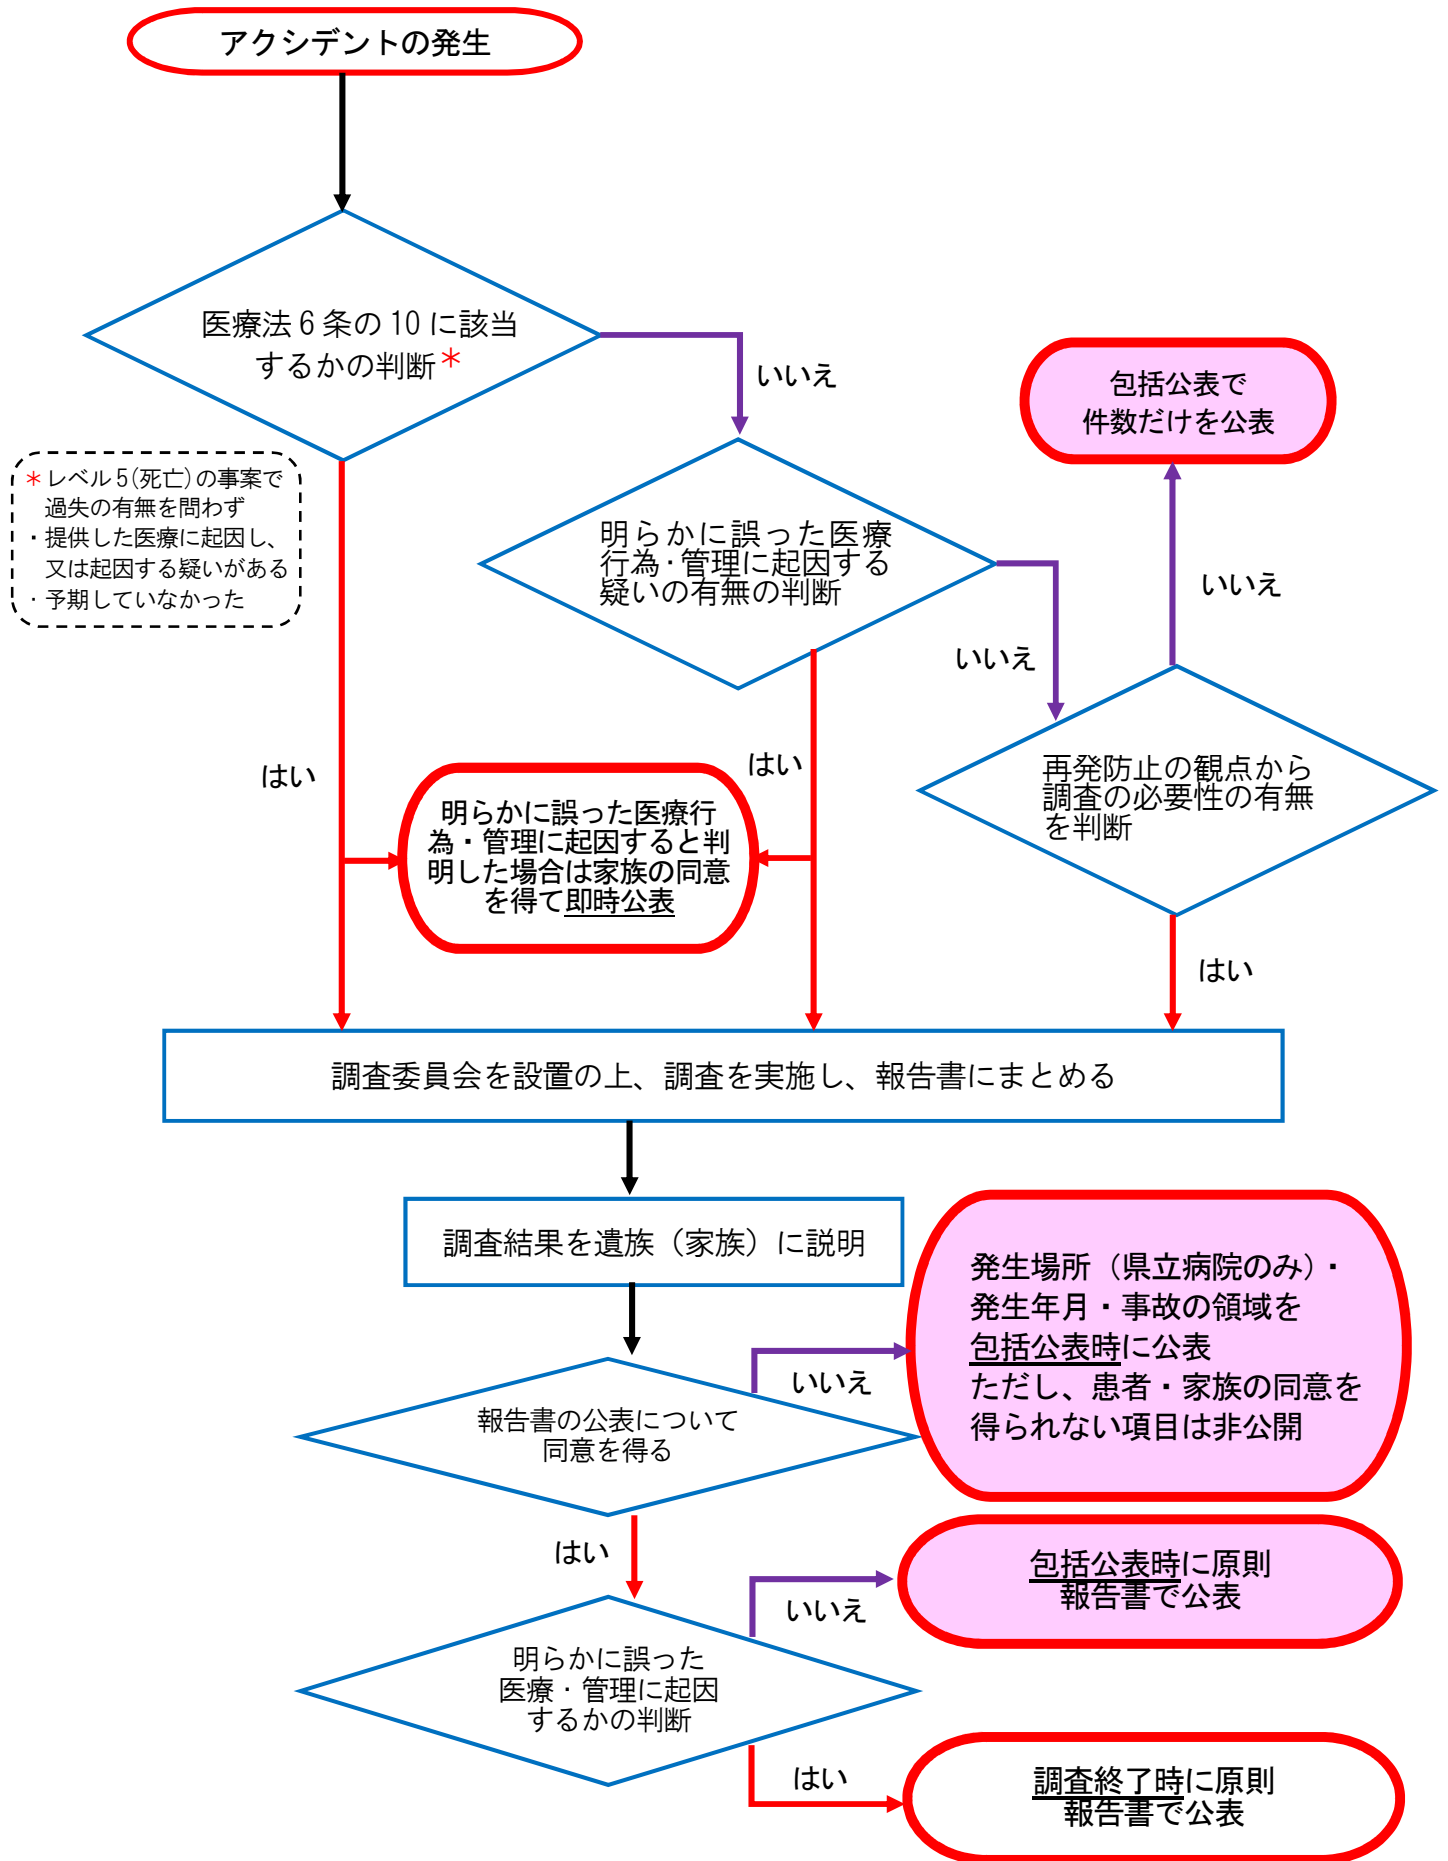 アクシデントの発生
医療法6条の10に該当
するかの判断＊
いいえ
包括公表で
件数だけを公表
＊レベル5(死亡)の事案で
過失の有無を問わず
・提供した医療に起因し、
又は起因する疑いがある
・予期していなかった
明らかに誤った医療
行為・管理に起因する
疑いの有無の判断
いいえ
いいえ
はい
はい
再発防止の観点から
調査の必要性の有無
を判断
明らかに誤った医療行
為・管理に起因すると判
明した場合は家族の同意
を得て即時公表
はい
調査委員会を設置の上、調査を実施し、報告書にまとめる
調査結果を遺族（家族）に説明
発生場所（県立病院のみ）・
発生年月・事故の領域を
包括公表時に公表
ただし、患者・家族の同意を
得られない項目は非公開
いいえ
報告書の公表について
同意を得る
はい
包括公表時に原則
報告書で公表
いいえ
明らかに誤った
医療・管理に起因
するかの判断
はい
調査終了時に原則
報告書で公表